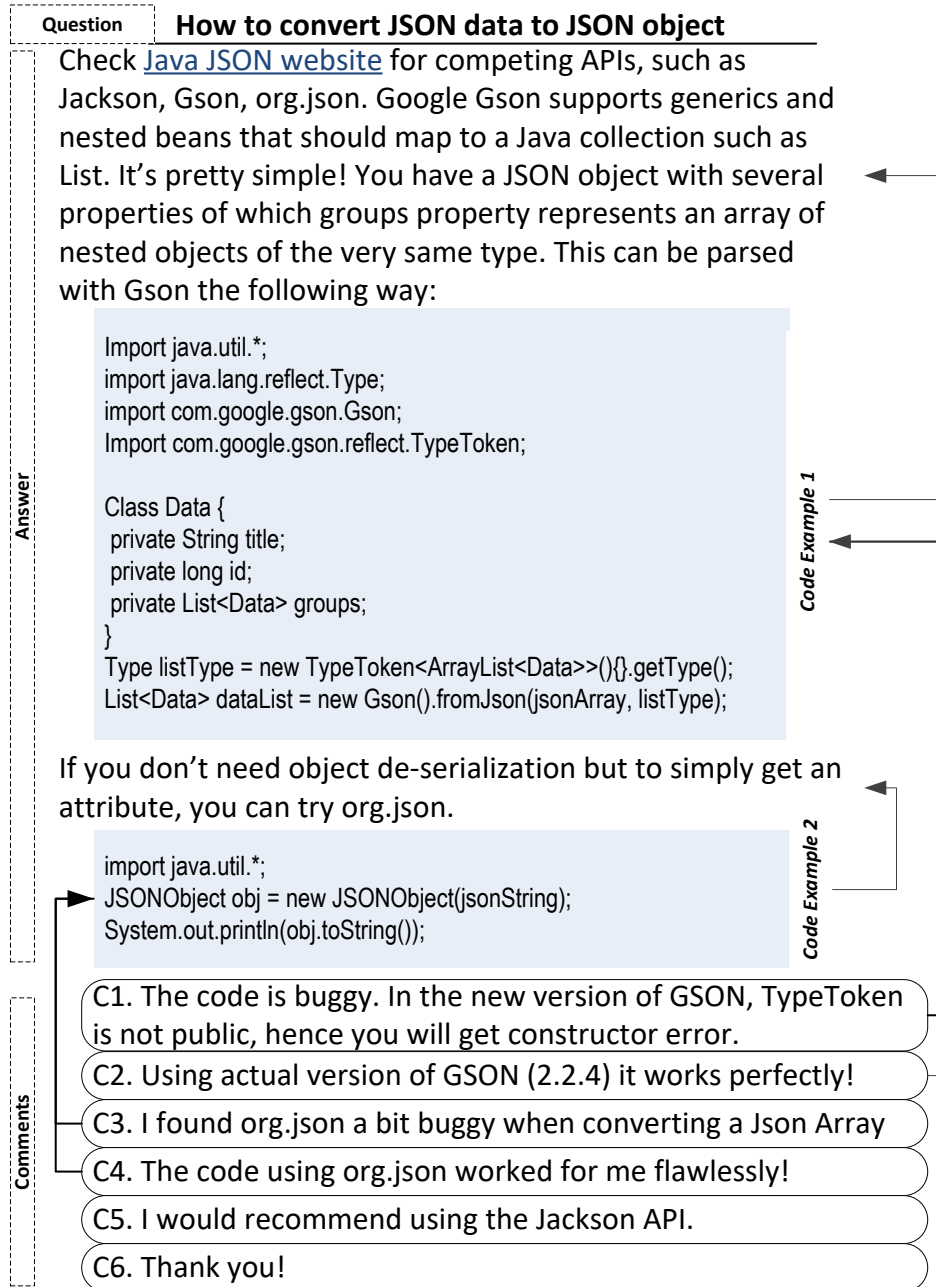 Question
How to convert JSON data to JSON object
Check Java JSON website for competing APIs, such as
Jackson, Gson, org.json. Google Gson supports generics and
nested beans that should map to a Java collection such as
List. It’s pretty simple! You have a JSON object with several
properties of which groups property represents an array of
nested objects of the very same type. This can be parsed
with Gson the following way:
Import java.util.*;
import java.lang.reflect.Type;
import com.google.gson.Gson;
Import com.google.gson.reflect.TypeToken;
Class Data {
private String title;
private long id;
private List<Data> groups;
}
Type listType = new TypeToken<ArrayList<Data>>(){}.getType();
List<Data> dataList = new Gson().fromJson(jsonArray, listType);
Code Example 1
Answer
If you don’t need object de-serialization but to simply get an
attribute, you can try org.json.
import java.util.*;
JSONObject obj = new JSONObject(jsonString);
System.out.println(obj.toString());
Code Example 2
C1. The code is buggy. In the new version of GSON, TypeToken
is not public, hence you will get constructor error.
C2. Using actual version of GSON (2.2.4) it works perfectly!
C3. I found org.json a bit buggy when converting a Json Array
C4. The code using org.json worked for me flawlessly!
C5. I would recommend using the Jackson API.
C6. Thank you!
Comments